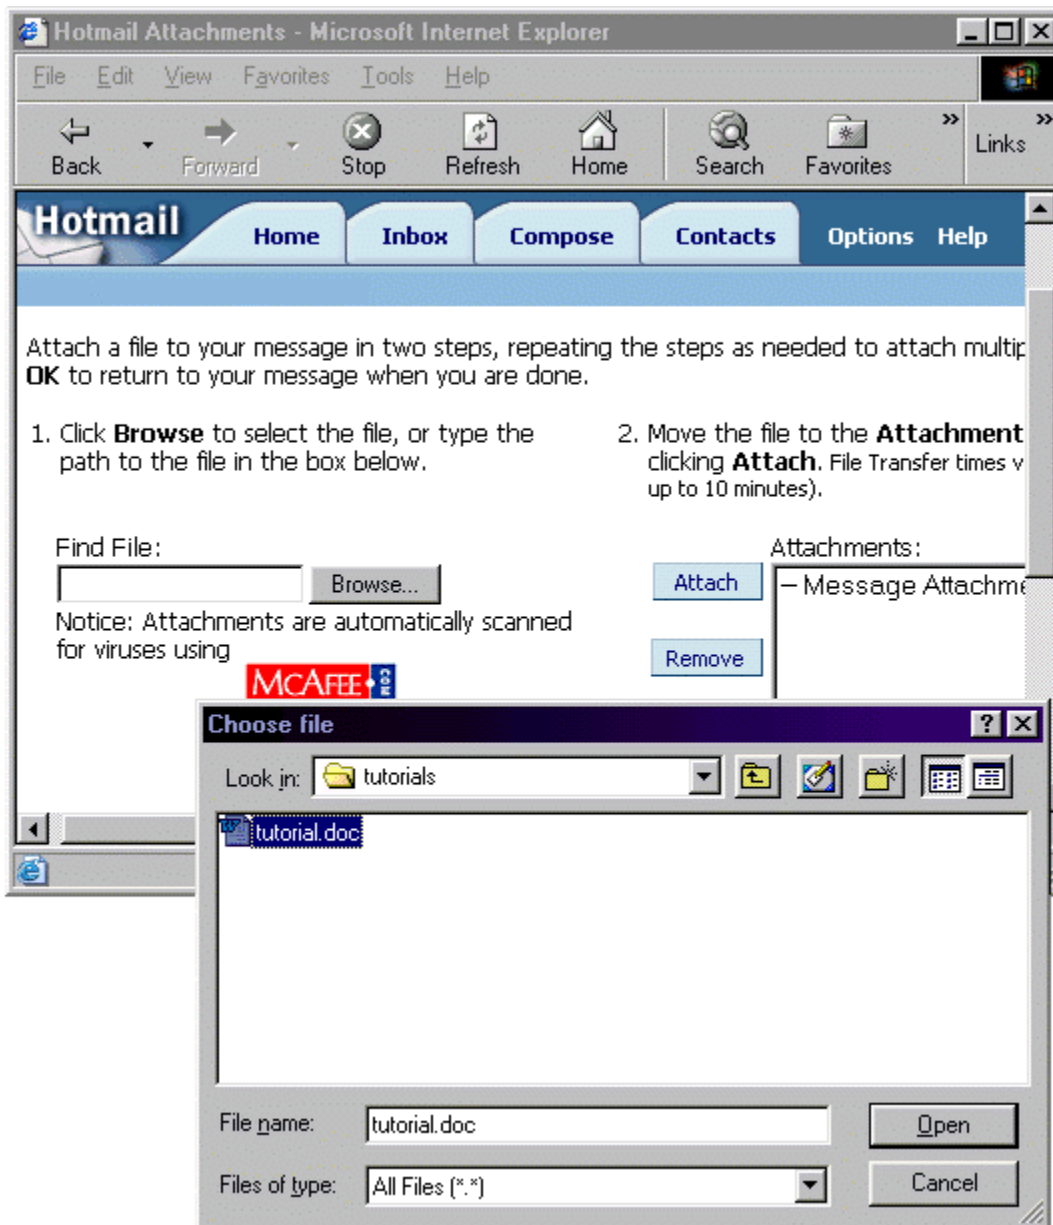 Hotmail Attachments - Microsoft Internet Explorer
File Edit View Favorites Tools Help
Back Forward Stop Refresh Home Search Favorites » Links »
Hotmail Home Inbox Compose Contacts Options Help
Attach a file to your message in two steps, repeating the steps as needed to attach multip
OK to return to your message when you are done.
1. Click Browse to select the file, or type the
path to the file in the box below.
2. Move the file to the Attachment
clicking Attach. File Transfer times v
up to 10 minutes).
Find File:
Browse...
Notice: Attachments are automatically scanned
for viruses using
McAFEE.COM
Attachments:
Attach
– Message Attachme
Remove
Choose file
Look in: tutorials
tutorial.doc
File name: tutorial.doc Open
Files of type: All Files (*.*) Cancel